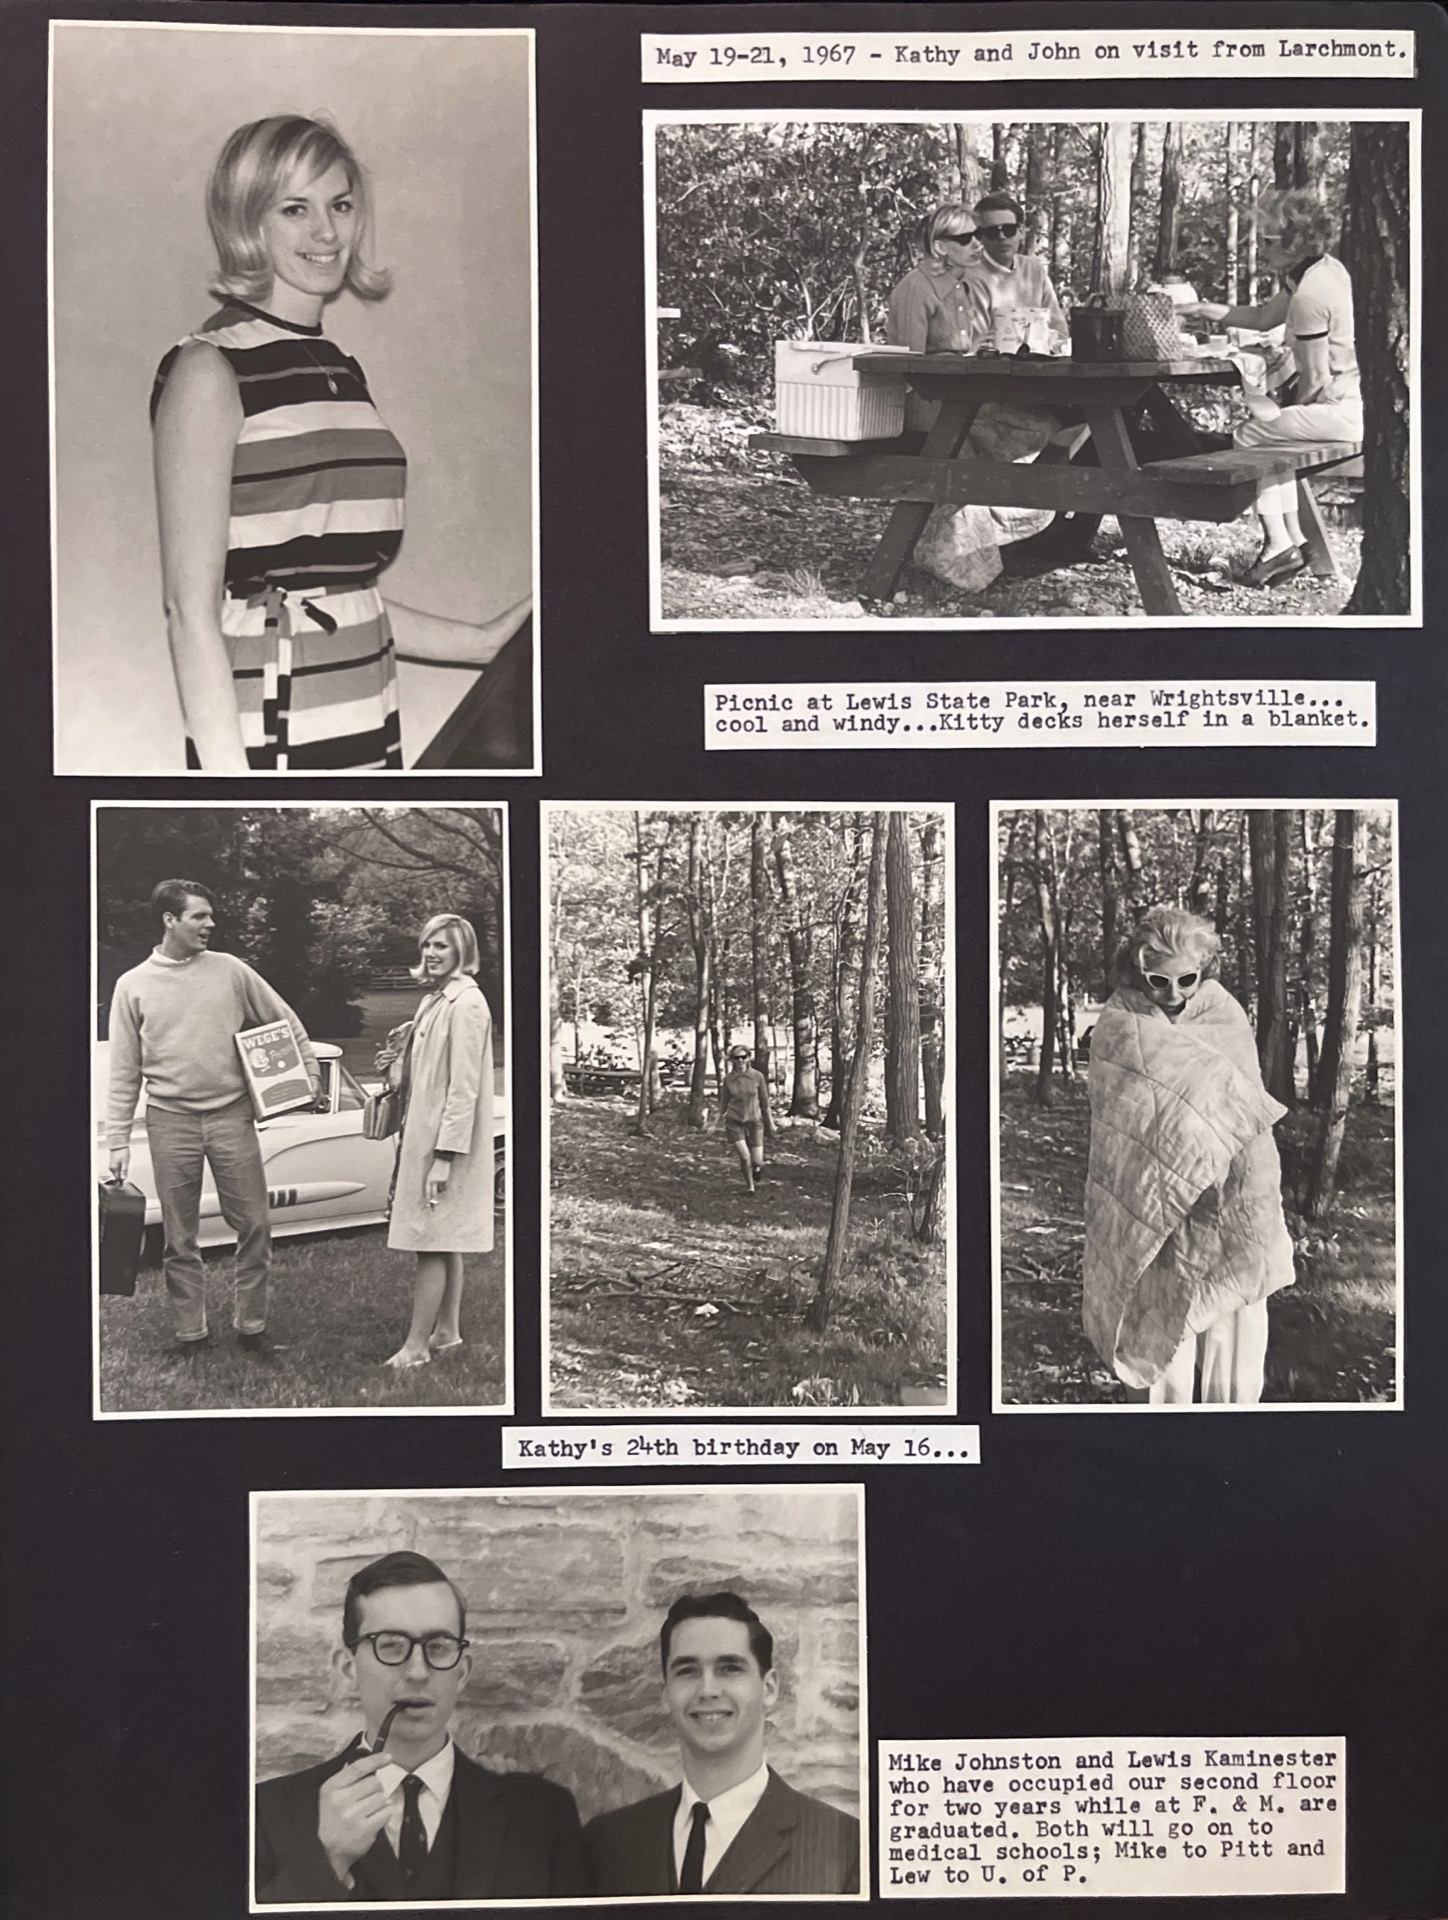 May 19-21, 1967 - Kathy and John on visit from Larchmont.
Picnic at Lewis State Park, near Wrightsville...
cool and windy...Kitty decks herself in a blanket.
WEGE'S
Kathy's 24th birthday on May 16...
Mike Johnston and Lewis Kaminester
who have occupied our second floor
for two years while at F. & M. are
graduated. Both will go on to
medical schools; Mike to Pitt and
Lew to U. of P.